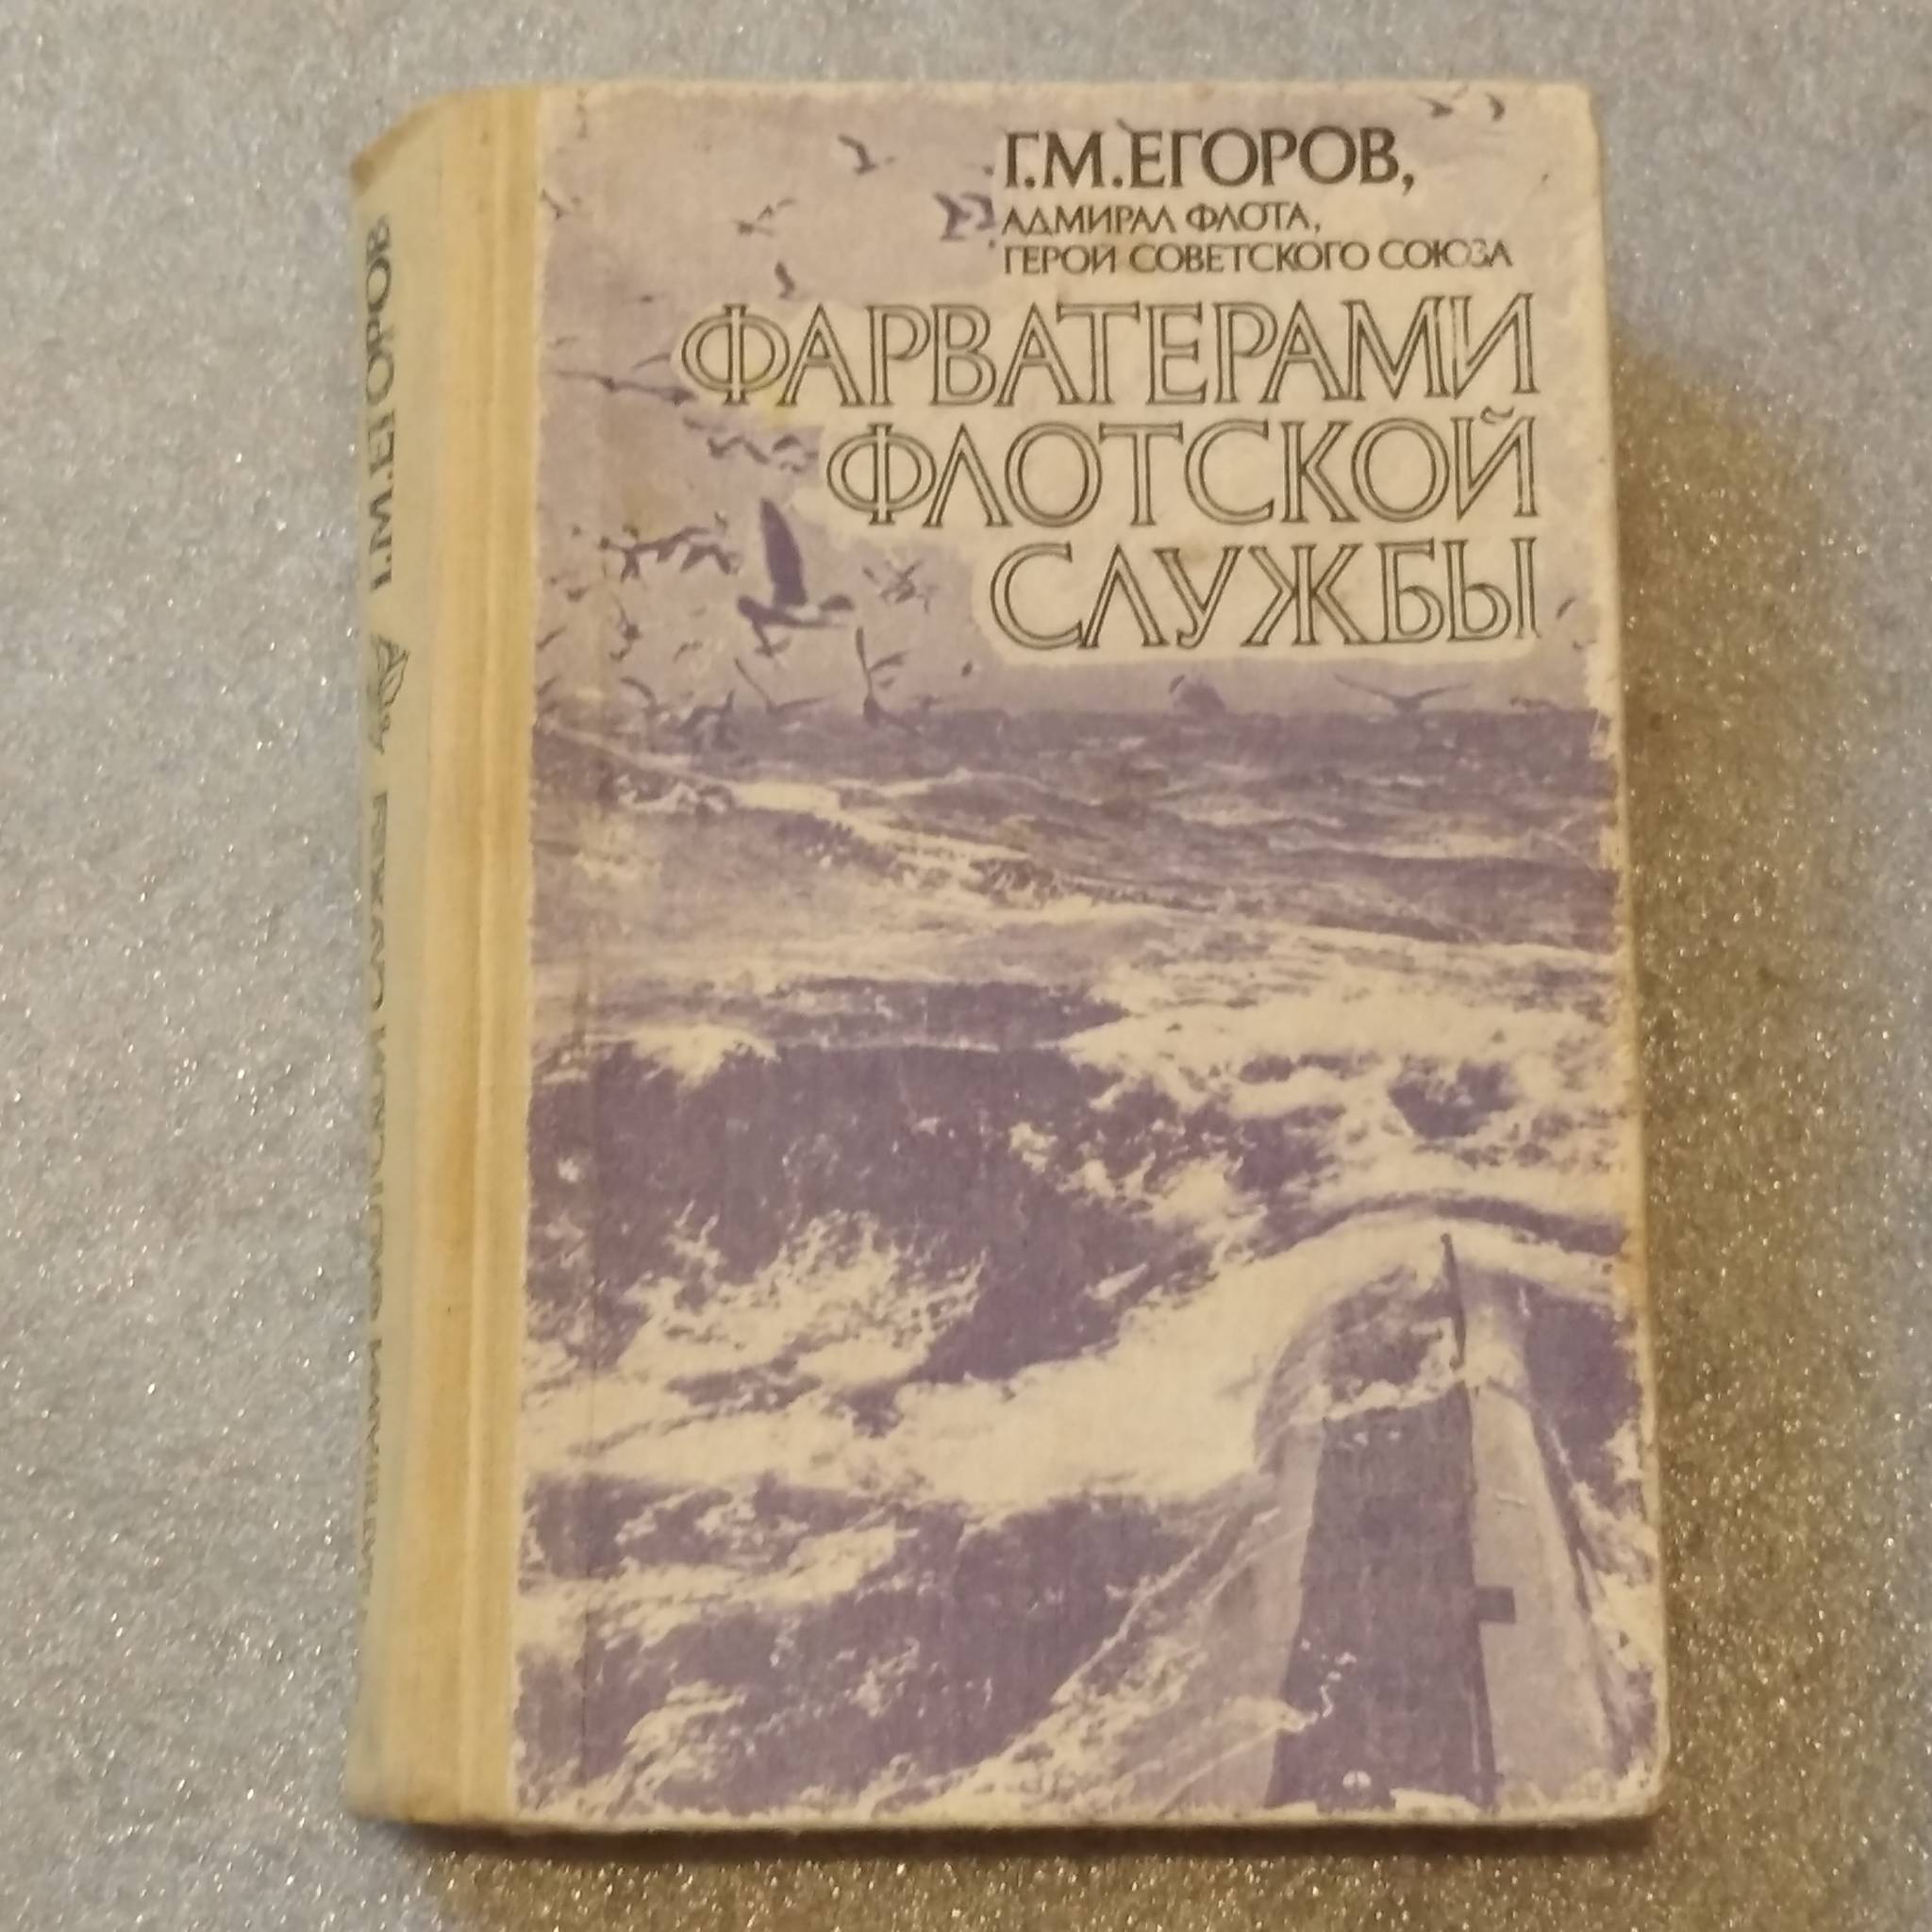 Г.М.ЕГОРОВ,
АДМИРАЛ ФЛОТА,
ГЕРОЙ СОВЕТСКОГО СОЮЗА
ФАРВАТЕРАМИ
ФЛОТСКОЙ
СЛУЖБЫ
Г.М.ЕГОРОВ